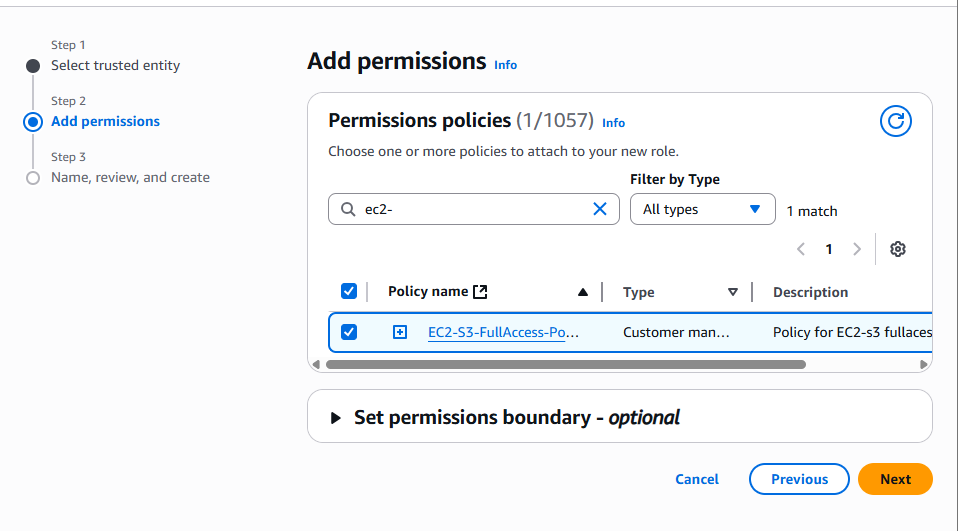 Step 1
Select trusted entity
Step 2
Add permissions
Step 3
Name, review, and create
Add permissions Info
Permissions policies (1/1057) Info
Choose one or more policies to attach to your new role.
Filter by Type
ec2-
All types
1 match
1
Policy name
Type
Description
EC2-S3-FullAccess-Po...
Customer man...
Policy for EC2-s3 fullacces
Set permissions boundary - optional
Cancel
Previous
Next